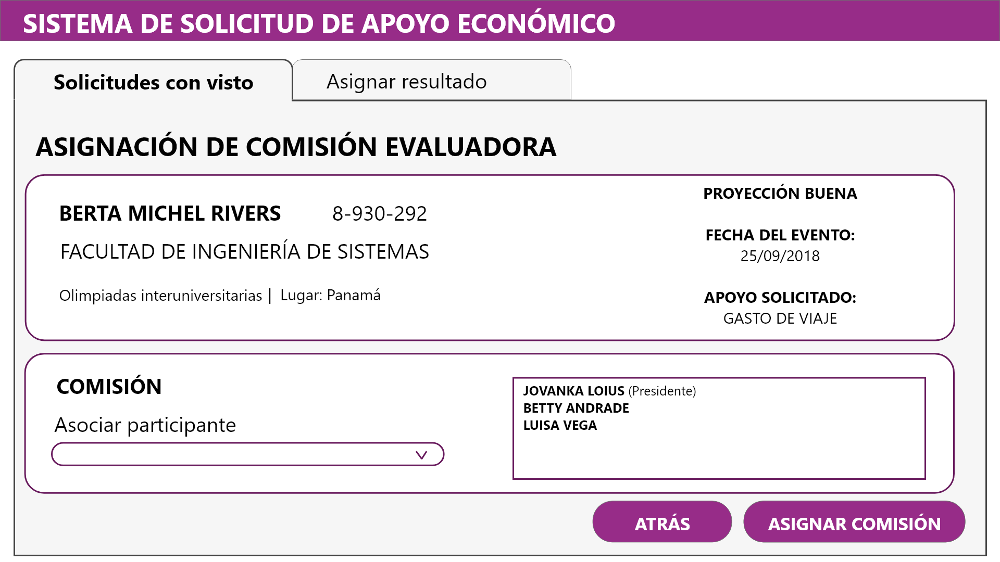 SISTEMA DE SOLICITUD DE APOYO ECONÓMICO
Solicitudes con visto
Asignar resultado
ASIGNACIÓN DE COMISIÓN EVALUADORA
BERTA MICHEL RIVERS 8-930-292
FACULTAD DE INGENIERÍA DE SISTEMAS
Olimpiadas interuniversitarias | Lugar: Panamá
PROYECCIÓN BUENA
FECHA DEL EVENTO:
25/09/2018
APOYO SOLICITADO:
GASTO DE VIAJE
COMISIÓN
Asociar participante
JOVANKA LOIUS (Presidente)
BETTY ANDRADE
LUISA VEGA
ATRÁS
ASIGNAR COMISIÓN